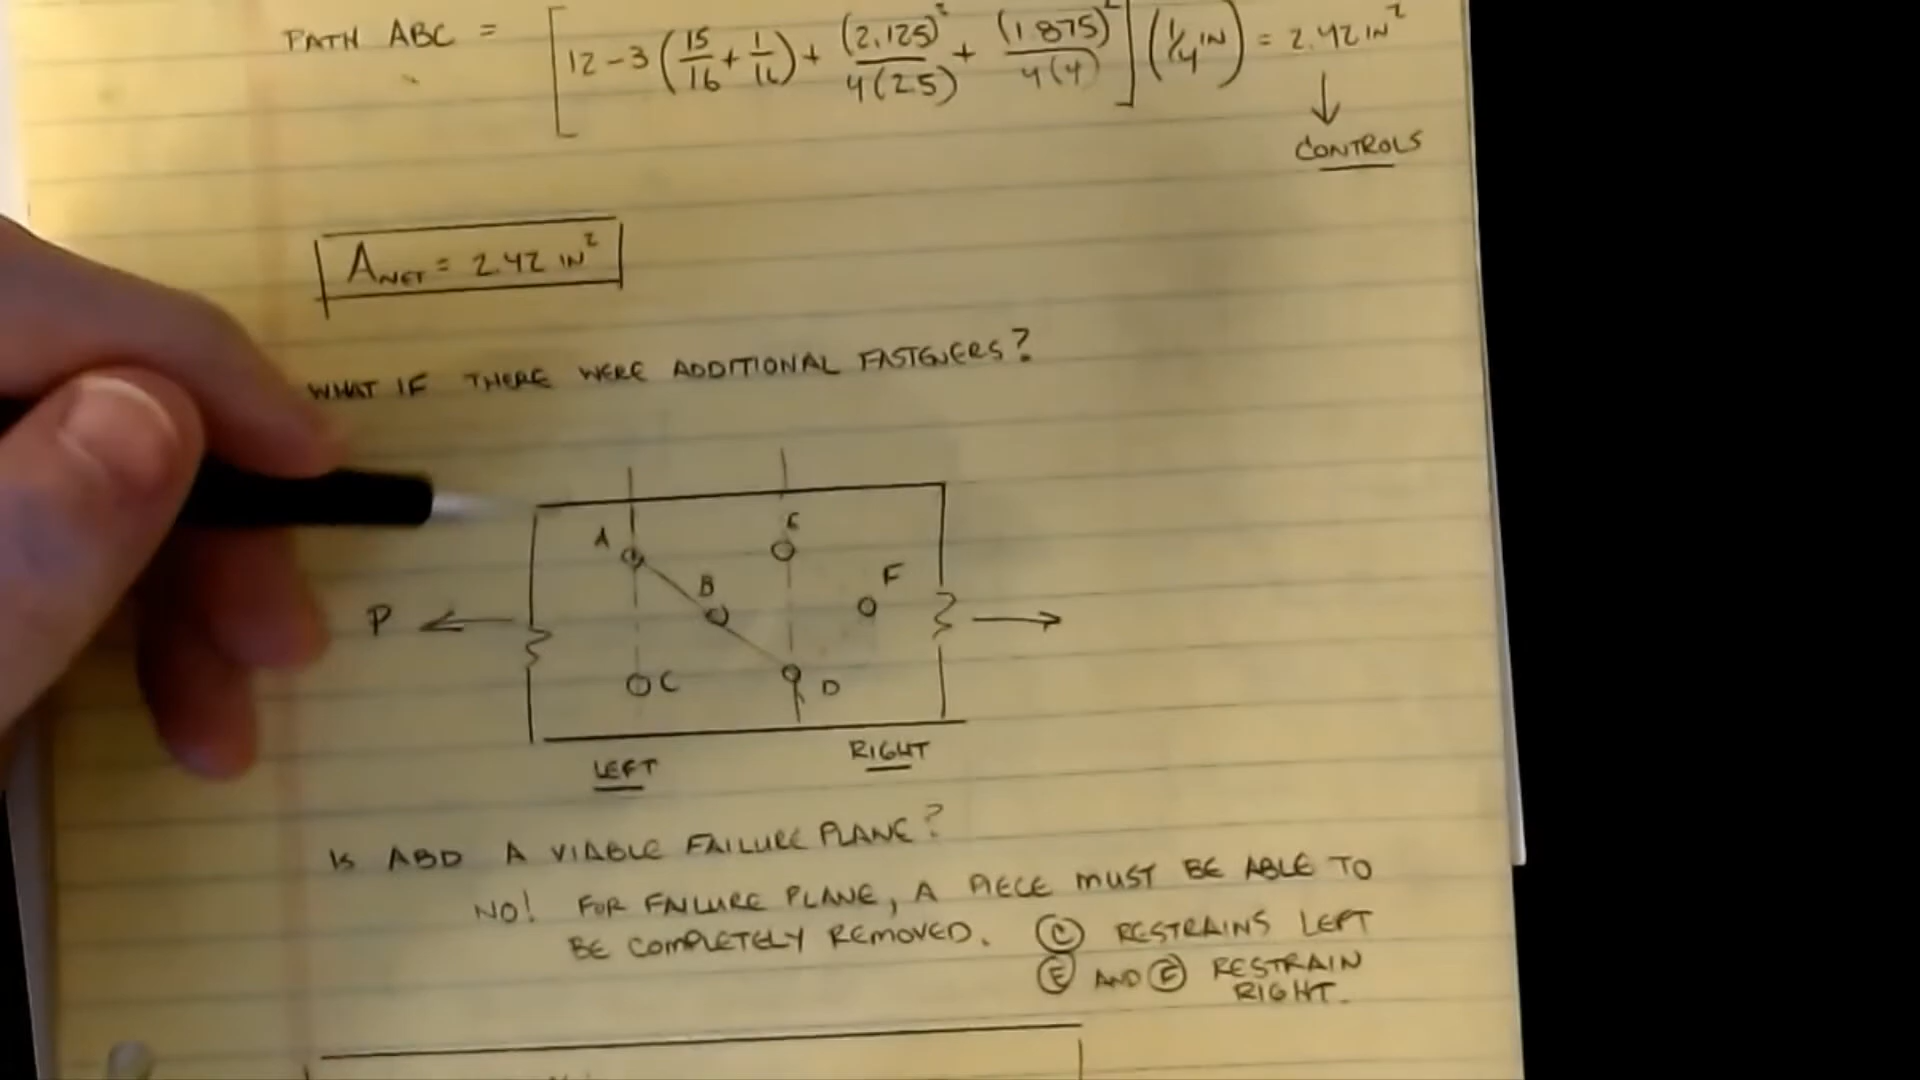 PATH ABC = [12-3(15/16+1/16)+(2.125)²/4(2.5)+(1.875)²/4(4)](1/4 IN) = 2.42 IN²
↓
CONTROLS
A NET = 2.42 IN²
WHAT IF THERE WERE ADDITIONAL FASTENERS?
A
E
B
F
P
C
D
LEFT
RIGHT
IS ABD A VIABLE FAILURE PLANE?
NO! FOR FAILURE PLANE, A PIECE MUST BE ABLE TO
BE COMPLETELY REMOVED. C RESTRAINS LEFT
E AND F RESTRAIN
RIGHT.